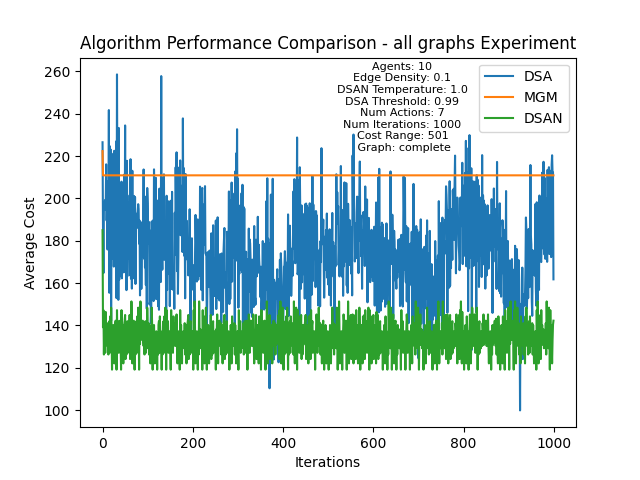 Algorithm Performance Comparison - all graphs Experiment
Agents: 10
Edge Density: 0.1
DSAN Temperature: 1.0
DSA Threshold: 0.99
Num Actions: 7
Num Iterations: 1000
Cost Range: 501
Graph: complete
DSA
MGM
DSAN
Average Cost
260
240
220
200
180
160
140
120
100
0
200
400
600
800
1000
Iterations